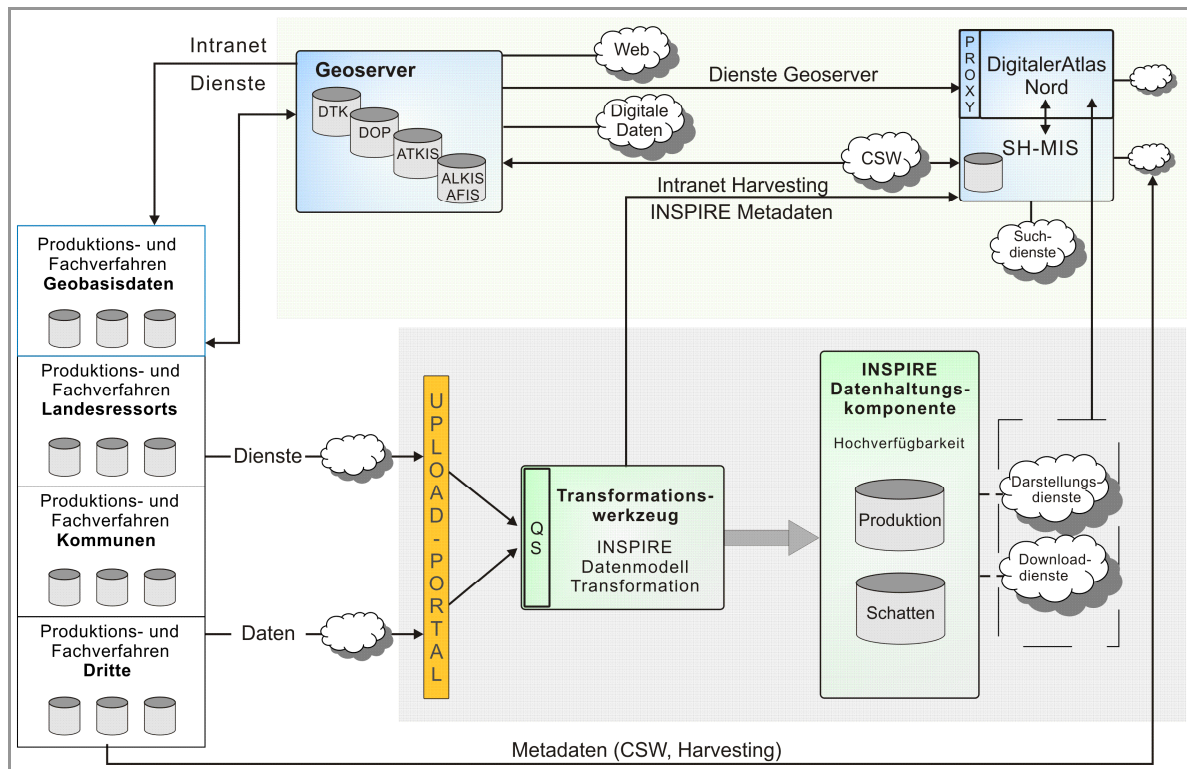 Intranet
Dienste
Geoserver
DTK
DOP
ATKIS
ALKIS
AFIS
Web
Digitale
Daten
Dienste Geoserver
CSW
Intranet Harvesting
INSPIRE Metadaten
PROXY
DigitalerAtlas
Nord
SH-MIS
Such-
dienste
Produktions- und
Fachverfahren
Geobasisdaten
Produktions- und
Fachverfahren
Landesressorts
Produktions- und
Fachverfahren
Kommunen
Produktions- und
Fachverfahren
Dritte
Dienste
Daten
UPLOAD-PORTAL
QS
Transformations-
werkzeug
INSPIRE
Datenmodell
Transformation
INSPIRE
Datenhaltungs-
komponente
Hochverfügbarkeit
Produktion
Schatten
Darstellungs
dienste
Download-
dienste
Metadaten (CSW, Harvesting)